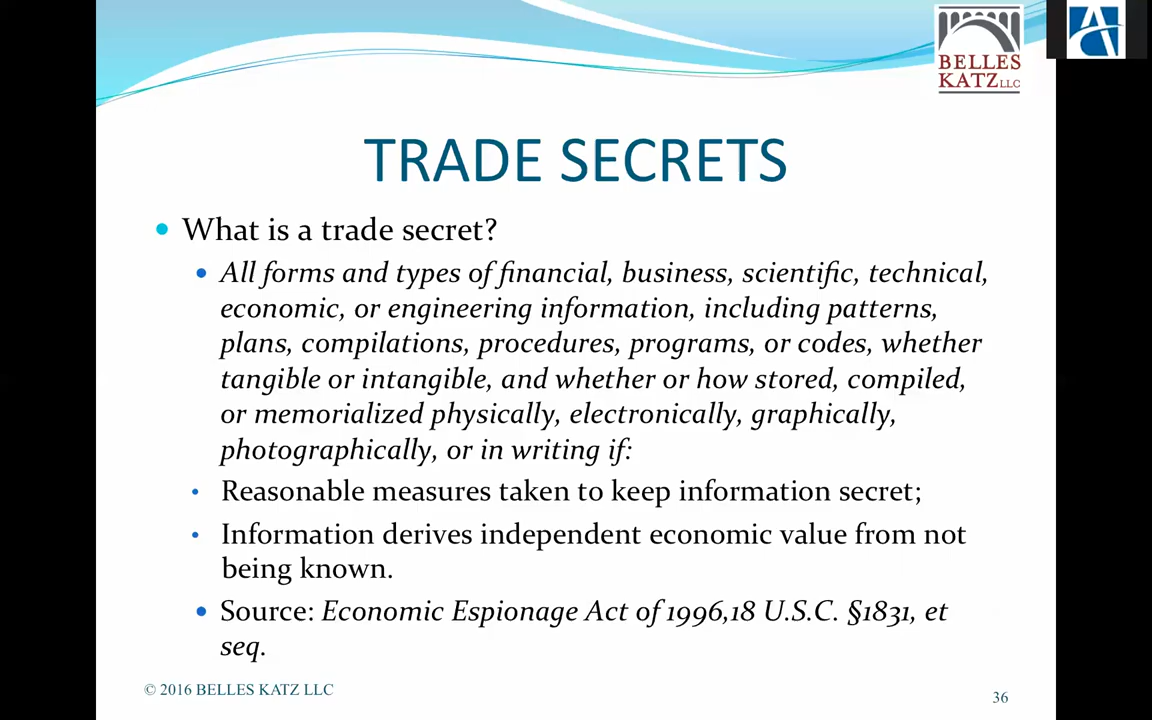 BELLES
KATZ LLC
TRADE SECRETS
• What is a trade secret?
• All forms and types of financial, business, scientific, technical,
economic, or engineering information, including patterns,
plans, compilations, procedures, programs, or codes, whether
tangible or intangible, and whether or how stored, compiled,
or memorialized physically, electronically, graphically,
photographically, or in writing if:
• Reasonable measures taken to keep information secret;
• Information derives independent economic value from not
being known.
• Source: Economic Espionage Act of 1996,18 U.S.C. §1831, et
seq.
© 2016 BELLES KATZ LLC
36